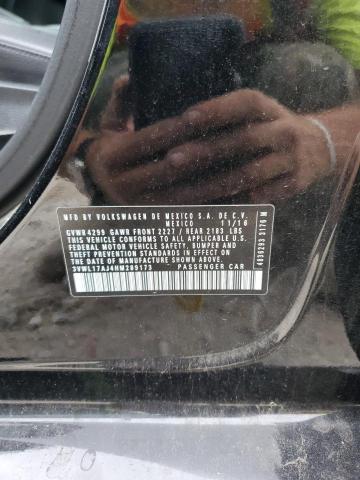 MFD BY VOLKSWAGEN DE MEXICO S.A. DE C.V.
MEXICO 11/16
GVWR 4299 GAWR FRONT 2227 / REAR 2183 LBS
THIS VEHICLE CONFORMS TO ALL APPLICABLE U.S.
FEDERAL MOTOR VEHICLE SAFETY, BUMPER AND
THEFT PREVENTION STANDARDS IN EFFECT ON THE
DATE OF MANUFACTURE SHOWN ABOVE.
3VWL17AJ4HM289173 PASSENGER CAR